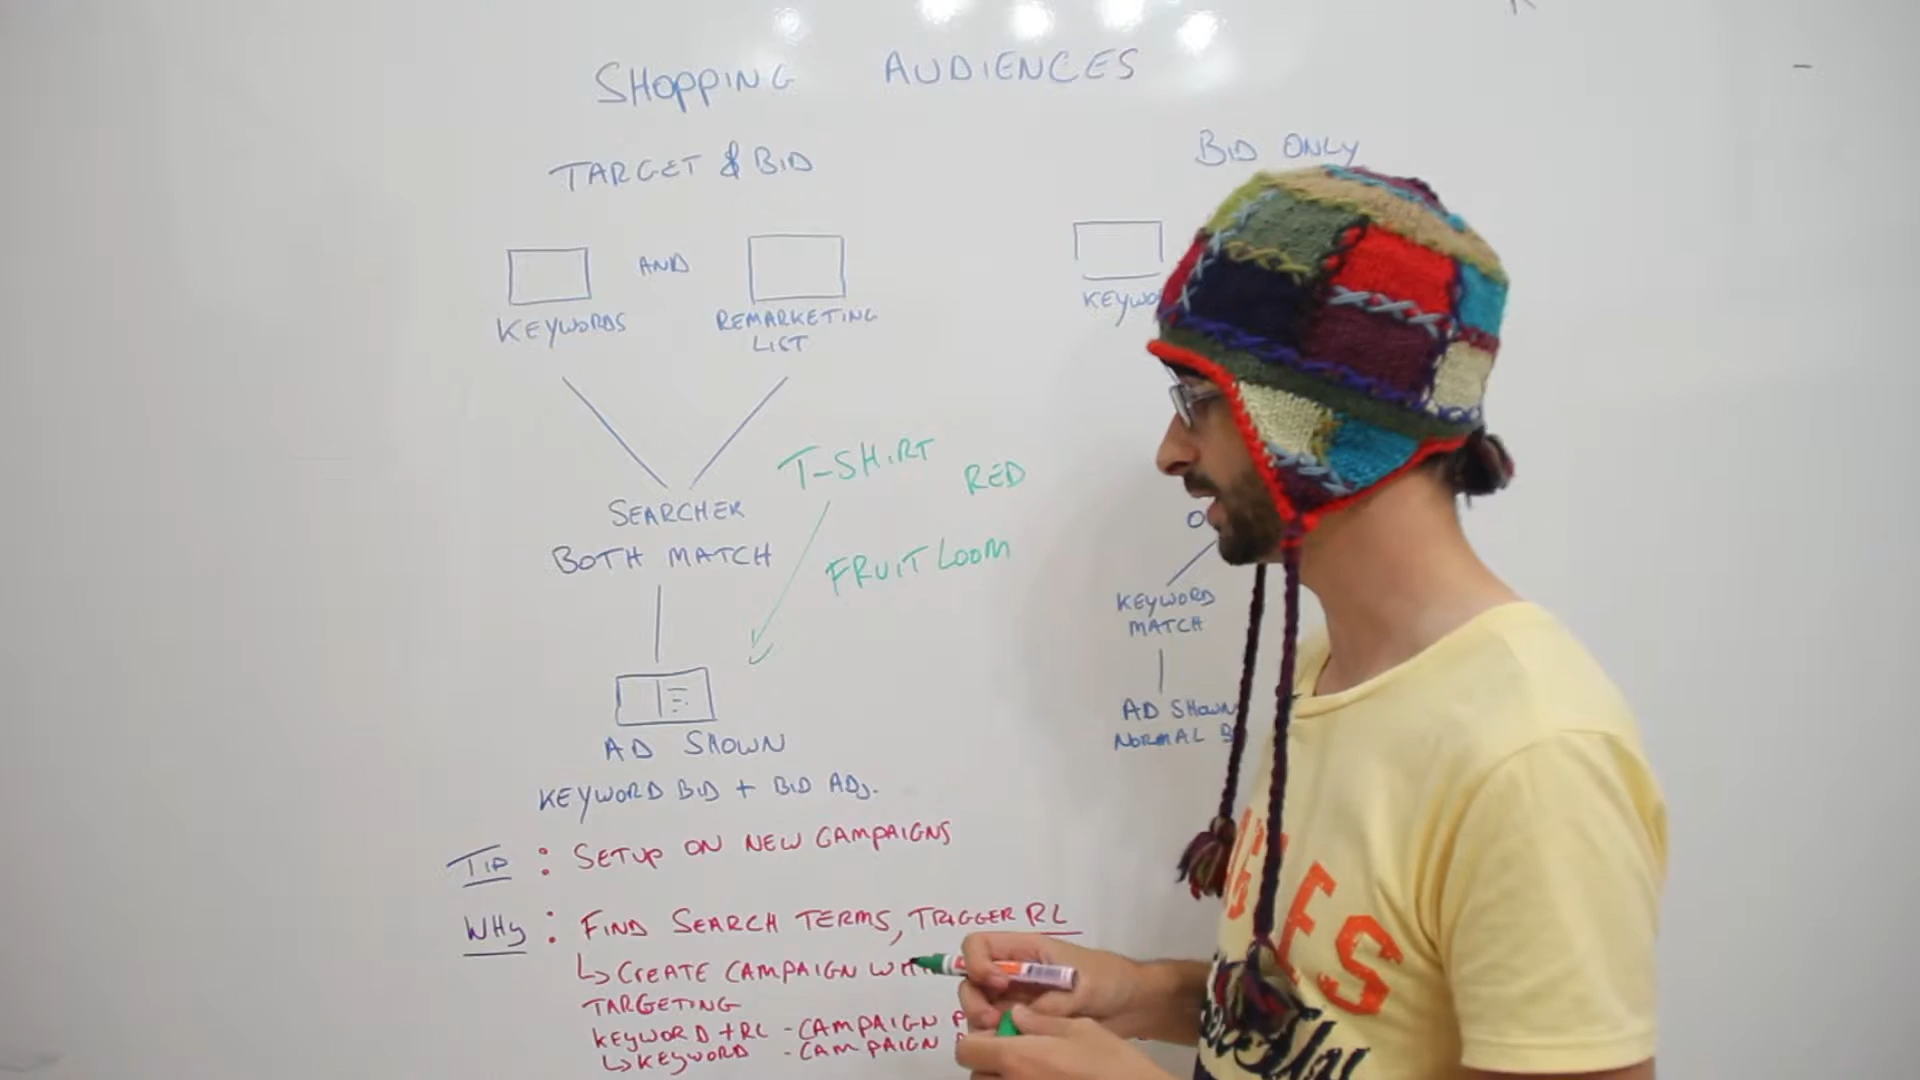 SHOPPING AUDIENCES
TARGET & BID
AND
KEYWORDS
REMARKETING
LIST
SEARCHER
BOTH MATCH
T-SHIRT
RED
FRUIT LOOM
AD SHOWN
KEYWORD BID + BID ADJ.
TIP : SETUP ON NEW CAMPAIGNS
WHY : FIND SEARCH TERMS, TRIGGER RL
CREATE CAMPAIGN
TARGETING
KEYWORD + RL - CAMPAIGN
KEYWORD - CAMPAIGN
BID ONLY
KEYWO
KEYWORD
MATCH
AD SHOWN
NORMAL